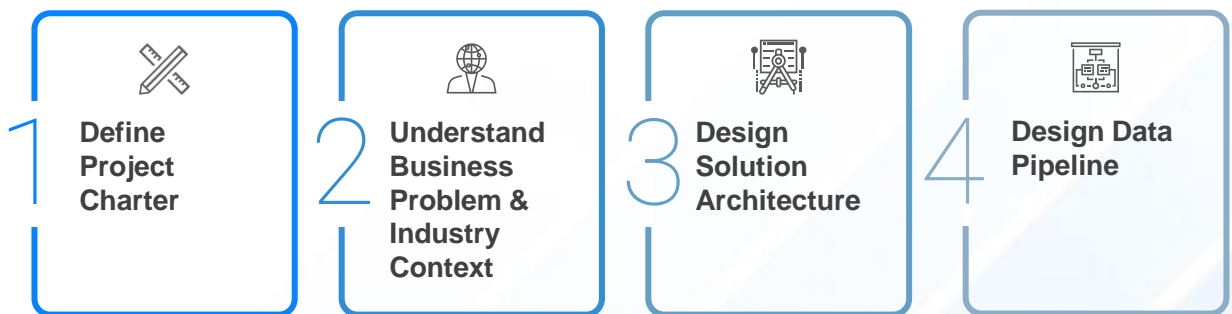 1
Define
Project
Charter
2
Understand
Business
Problem &
Industry
Context
3
Design
Solution
Architecture
4
Design Data
Pipeline